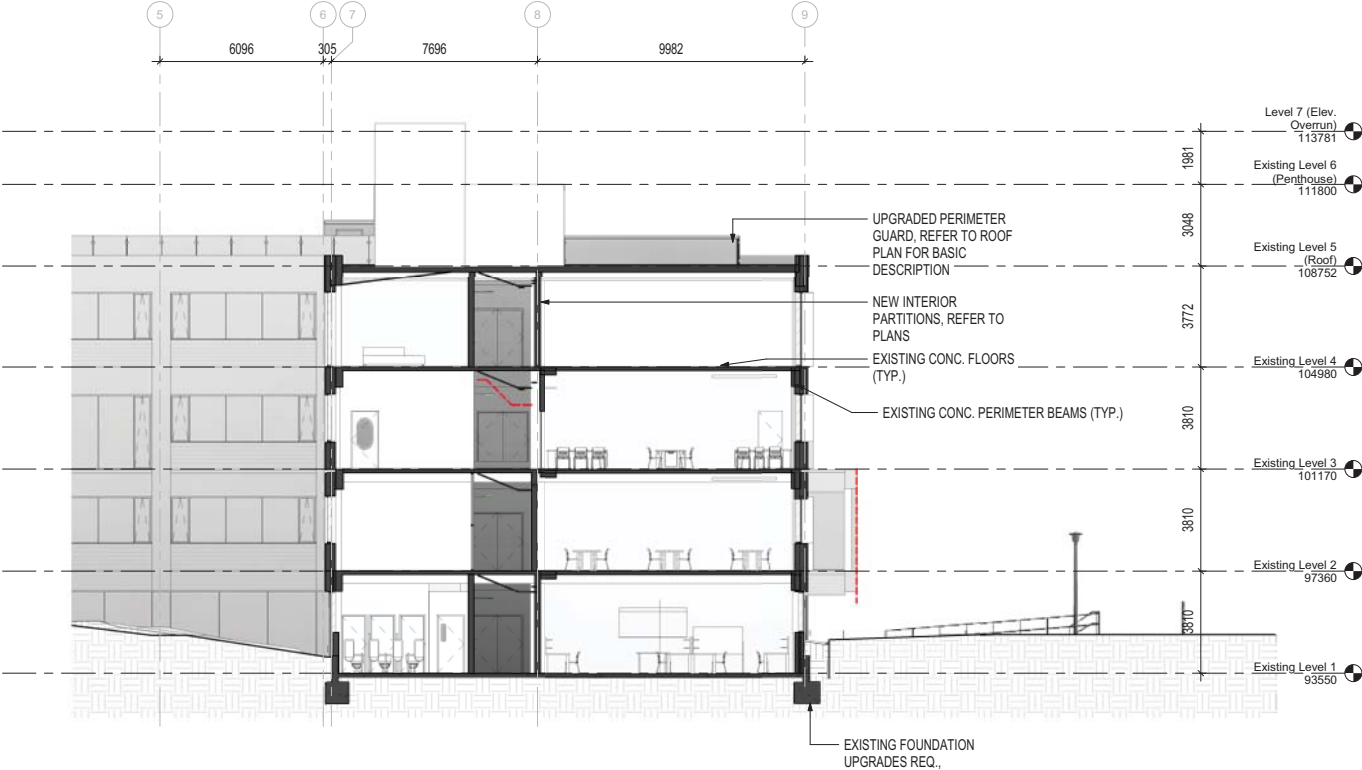 5
6
7
8
9
6096
305
7696
9982
Level 7 (Elev.
Overrun)
113781
1981
Existing Level 6
(Penthouse)
111800
3048
UPGRADED PERIMETER
GUARD, REFER TO ROOF
PLAN FOR BASIC
DESCRIPTION
Existing Level 5
(Roof)
108752
NEW INTERIOR
PARTITIONS, REFER TO
PLANS
3772
EXISTING CONC. FLOORS
(TYP.)
Existing Level 4
104980
EXISTING CONC. PERIMETER BEAMS (TYP.)
3810
Existing Level 3
101170
3810
Existing Level 2
97360
3810
Existing Level 1
93550
EXISTING FOUNDATION
UPGRADES REQ.,